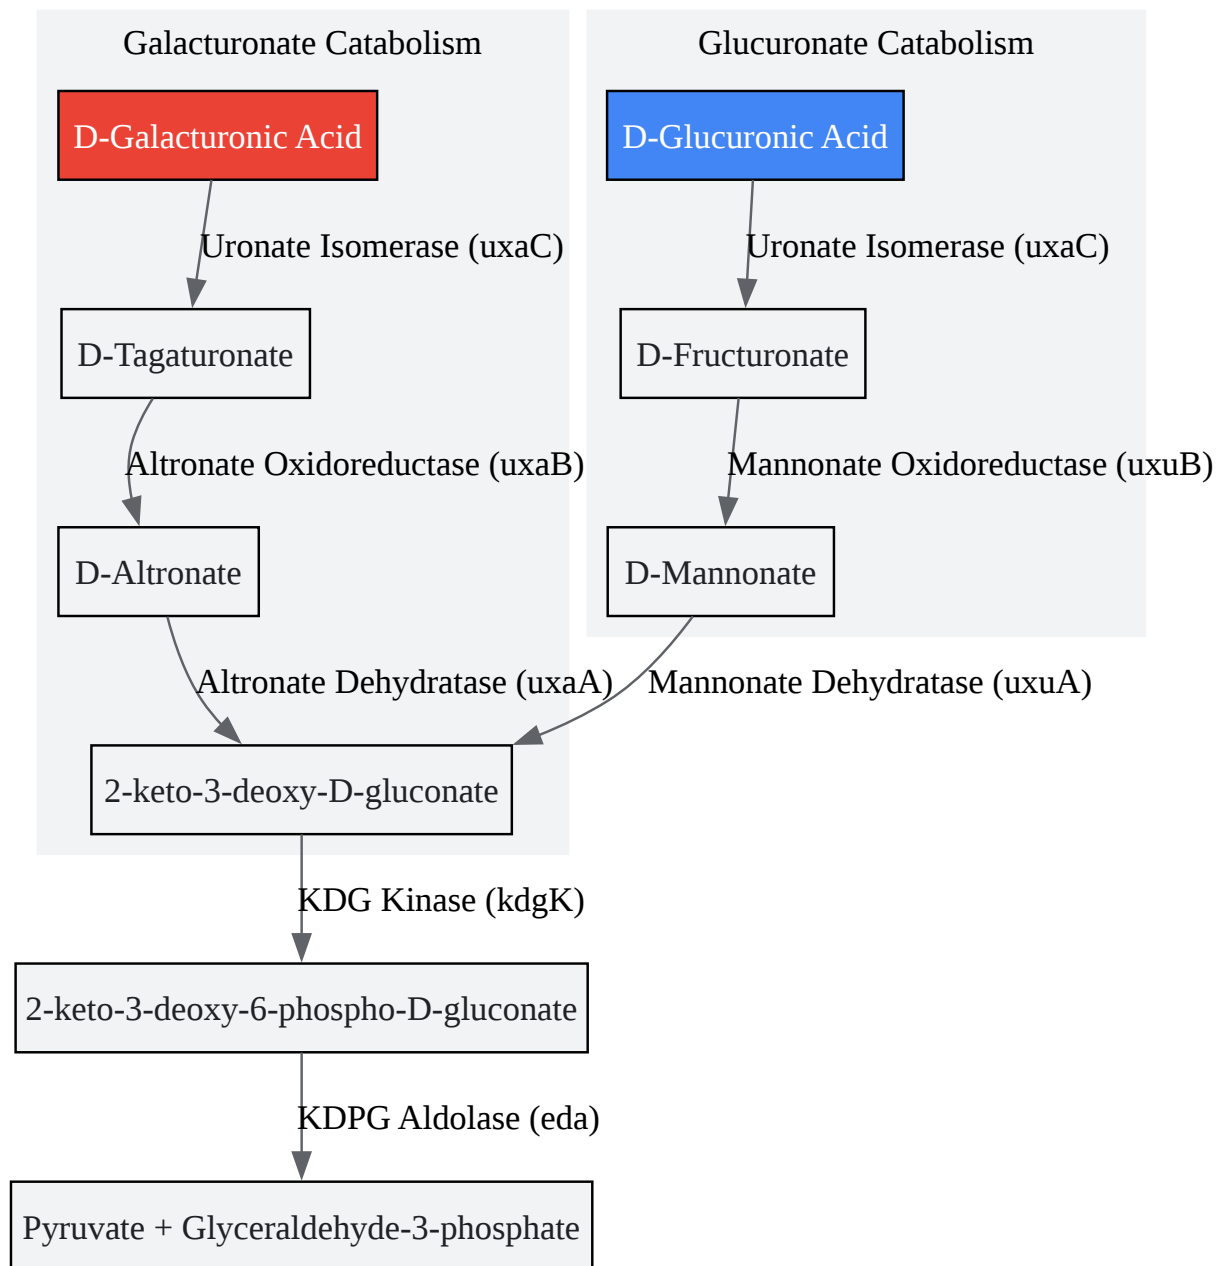 Galacturonate Catabolism
Glucuronate Catabolism
D-Galacturonic Acid
D-Glucuronic Acid
Uronate Isomerase (uxaC)
Uronate Isomerase (uxaC)
D-Tagaturonate
D-Fructuronate
Altronate Oxidoreductase (uxaB)
Mannonate Oxidoreductase (uxuB)
D-Altronate
D-Mannonate
Altronate Dehydratase (uxaA)
Mannonate Dehydratase (uxuA)
2-keto-3-deoxy-D-gluconate
KDG Kinase (kdgK)
2-keto-3-deoxy-6-phospho-D-gluconate
KDPG Aldolase (eda)
Pyruvate + Glyceraldehyde-3-phosphate